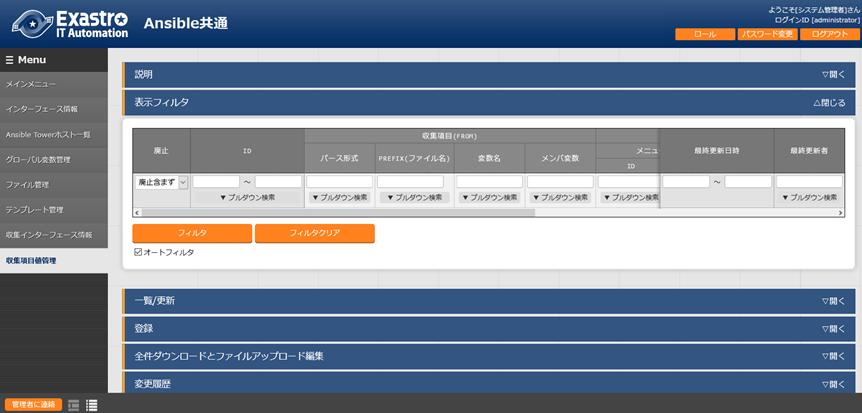 Exastro
IT Automation
Ansible共通
ようこそ[システム管理者]さん
ログインID [administrator]
ロール
パスワード変更
ログアウト
Menu
メインメニュー
インターフェース情報
Ansible Towerホスト一覧
グローバル変数管理
ファイル管理
テンプレート管理
収集インターフェース情報
収集項目値管理
説明
▽開く
表示フィルタ
△閉じる
廃止
ID
収集項目(FROM)
パース形式
PREFIX(ファイル名)
変数名
メンバ変数
メニュ
ID
最終更新日時
最終更新者
廃止含まず
～
～
▼プルダウン検索
▼プルダウン検索
▼プルダウン検索
▼プルダウン検索
▼プルダウン検索
▼プルダウン検索
▼プルダウン検索
フィルタ
フィルタクリア
オートフィルタ
一覧/更新
▽開く
登録
▽開く
全件ダウンロードとファイルアップロード編集
▽開く
変更履歴
▽開く
管理者に連絡